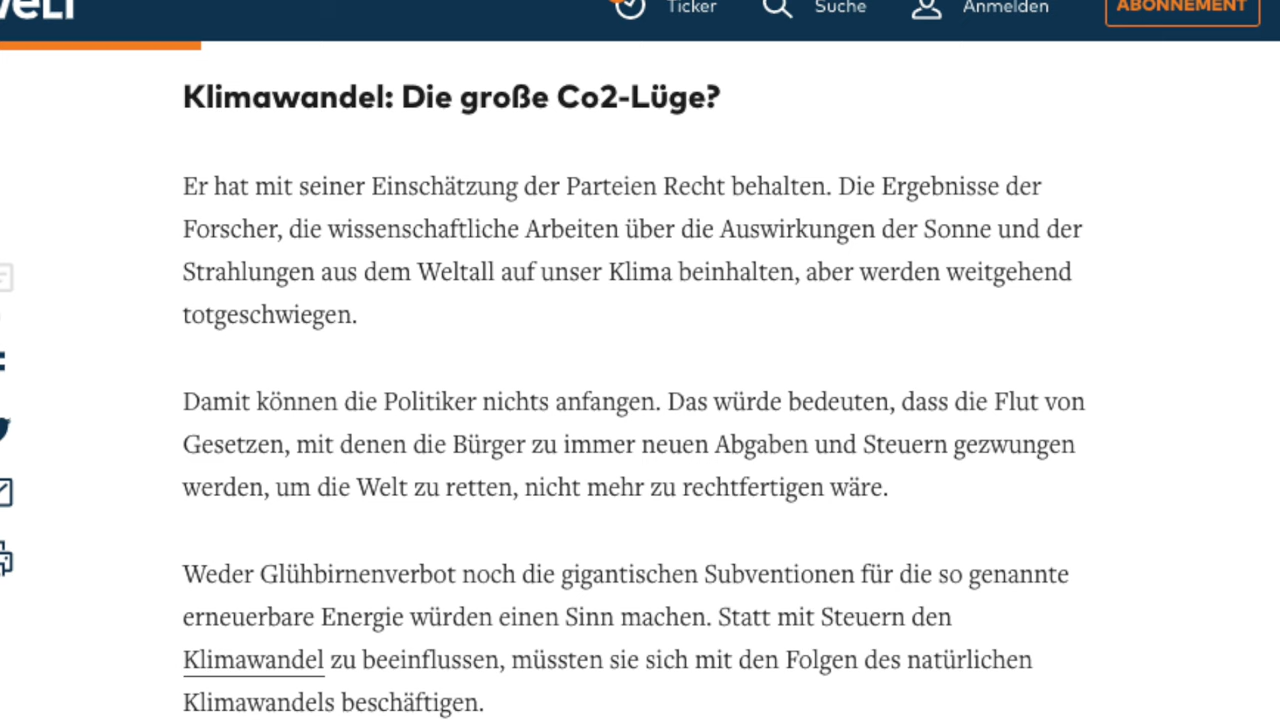 WELT
Ticker
Suche
Anmelden
ABONNEMENT
Klimawandel: Die große Co2-Lüge?
Er hat mit seiner Einschätzung der Parteien Recht behalten. Die Ergebnisse der
Forscher, die wissenschaftliche Arbeiten über die Auswirkungen der Sonne und der
Strahlungen aus dem Weltall auf unser Klima beinhalten, aber werden weitgehend
totgeschwiegen.
Damit können die Politiker nichts anfangen. Das würde bedeuten, dass die Flut von
Gesetzen, mit denen die Bürger zu immer neuen Abgaben und Steuern gezwungen
werden, um die Welt zu retten, nicht mehr zu rechtfertigen wäre.
Weder Glühbirnenverbot noch die gigantischen Subventionen für die so genannte
erneuerbare Energie würden einen Sinn machen. Statt mit Steuern den
Klimawandel zu beeinflussen, müssten sie sich mit den Folgen des natürlichen
Klimawandels beschäftigen.